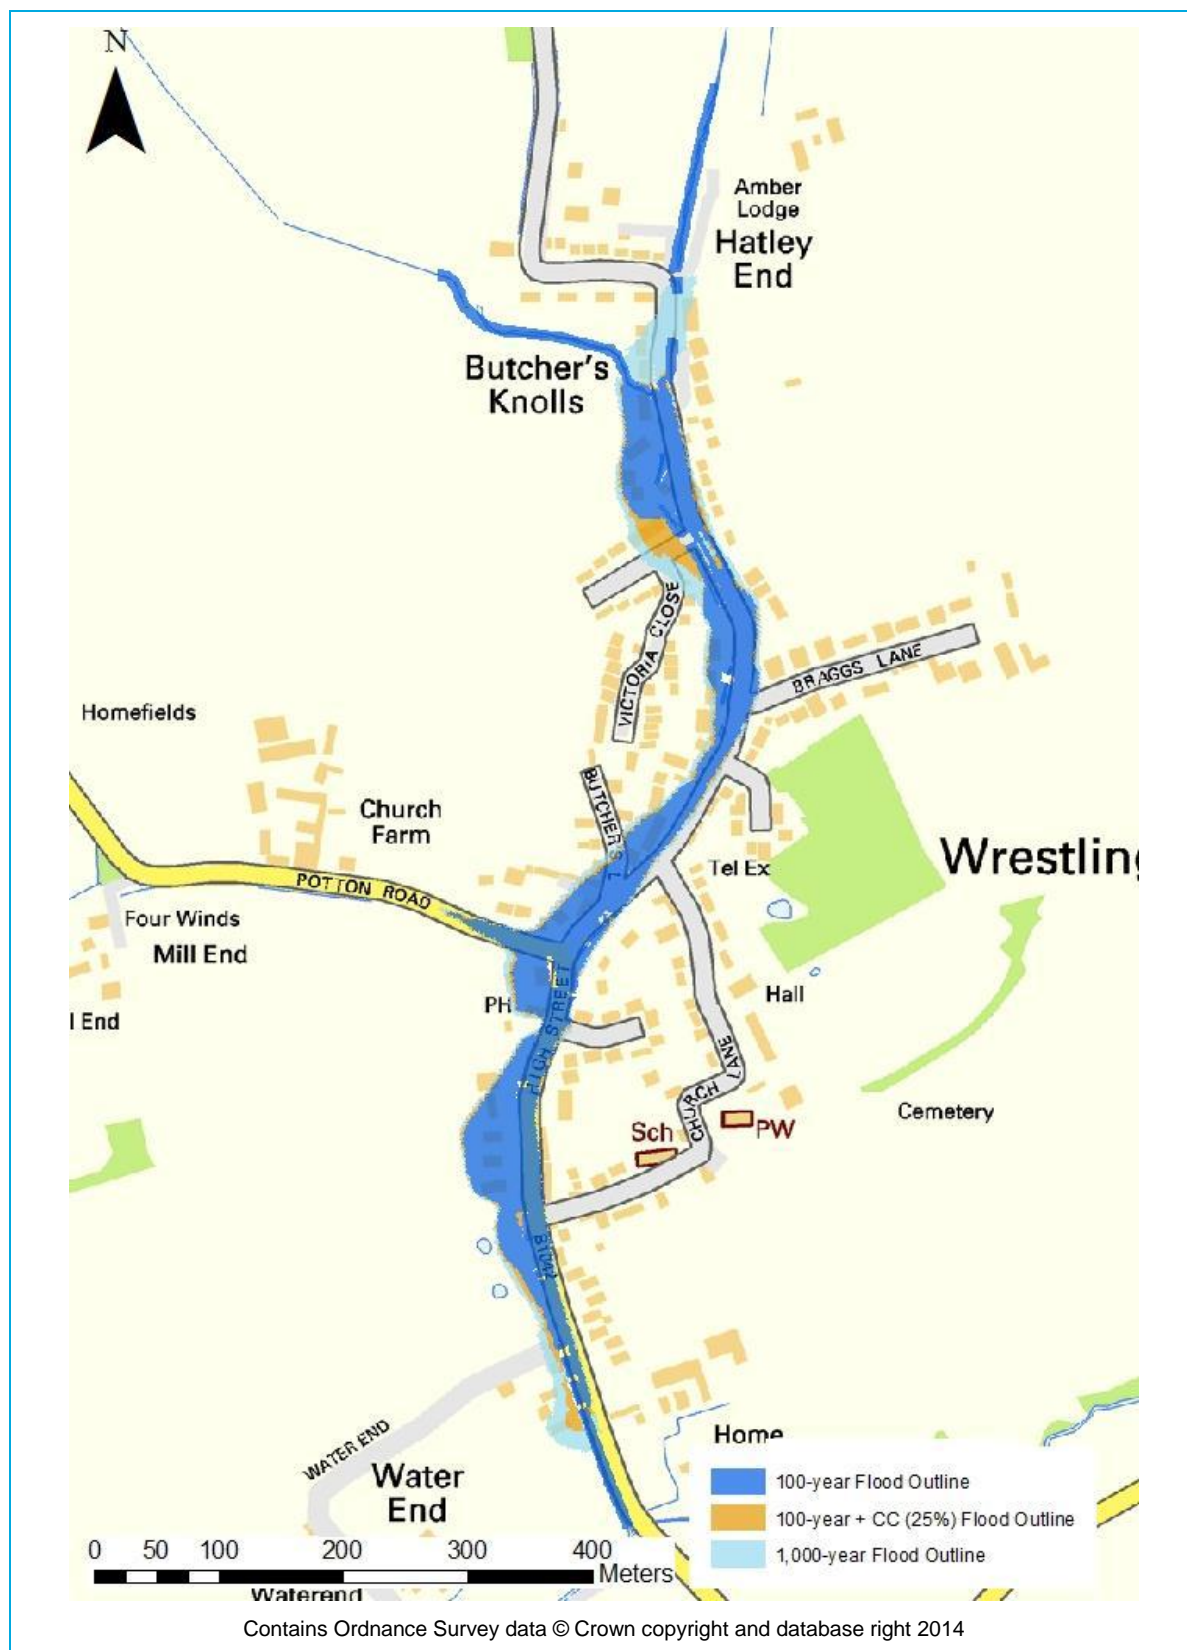 N
Amber
Lodge
Hatley
End
Butcher's
Knolls
VICTORIA CLOSE
BRAGGS LANE
Homefields
BUTCHER'S L
Church
Farm
Wrestling
Tel Ex
POTTON ROAD
Four Winds
Mill End
PH
HIGH STREET
Hall
l End
CHURCH LANE
Cemetery
Sch
PW
B1042
WATER END
Water
End
Home
100-year Flood Outline
100-year + CC (25%) Flood Outline
1,000-year Flood Outline
0 50 100 200 300 400
Meters
Waterend
Contains Ordnance Survey data © Crown copyright and database right 2014